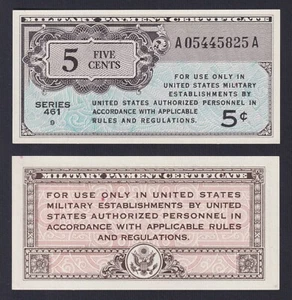 MILITARY PAYMENT CERTIFICATE
5 FIVE CENTS
A05445825A
FOR USE ONLY IN UNITED STATES MILITARY
ESTABLISHMENTS BY
UNITED STATES AUTHORIZED PERSONNEL IN
ACCORDANCE WITH APPLICABLE
RULES AND REGULATIONS.
SERIES
461
D
5¢
MILITARY PAYMENT CERTIFICATE
FOR USE ONLY IN UNITED STATES
MILITARY ESTABLISHMENTS BY
UNITED STATES AUTHORIZED PERSONNEL IN
ACCORDANCE WITH APPLICABLE RULES
AND REGULATIONS.